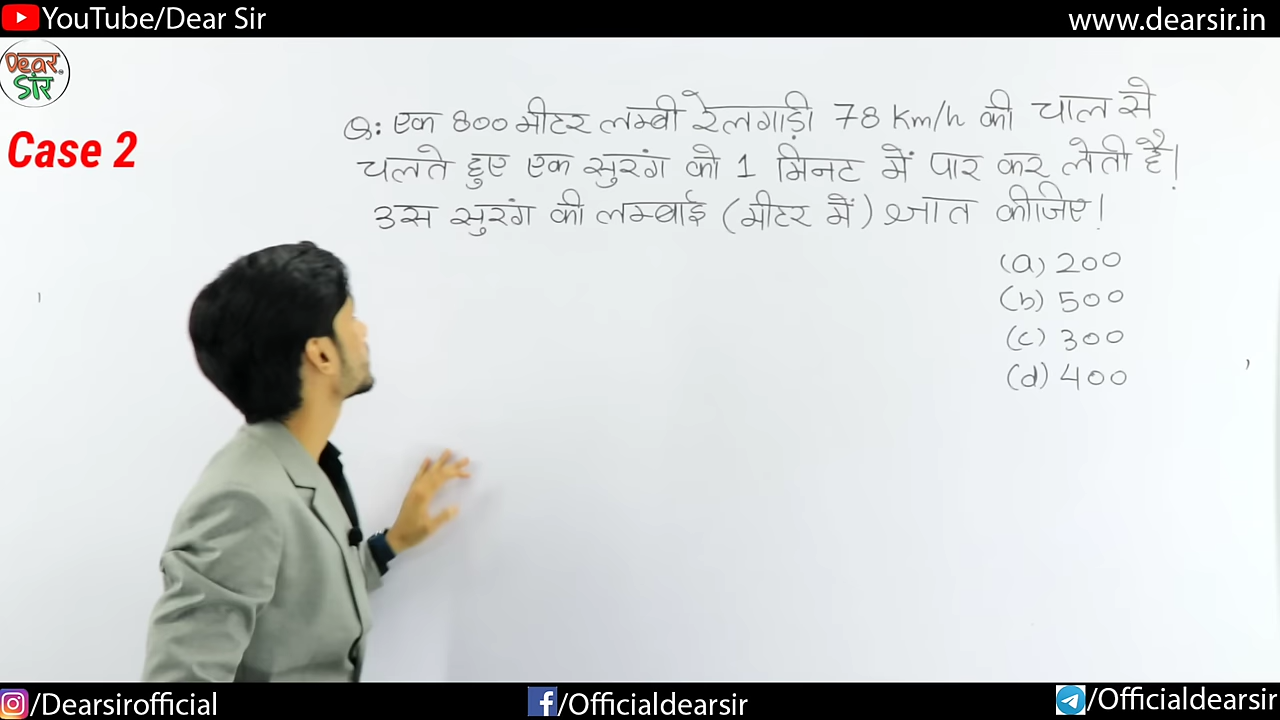 YouTube/Dear Sir
www.dearsir.in
Dear Sir
Case 2
Q: एक 800 मीटर लम्बी रेलगाड़ी 78 Km/h की चाल से
चलते हुए एक सुरंग को 1 मिनट में पार कर लेती है।
उस सुरंग की लम्बाई (मीटर में) ज्ञात कीजिए।
(a) 200
(b) 500
(c) 300
(d) 400
/Dearsirofficial
/Officialdearsir
/Officialdearsir